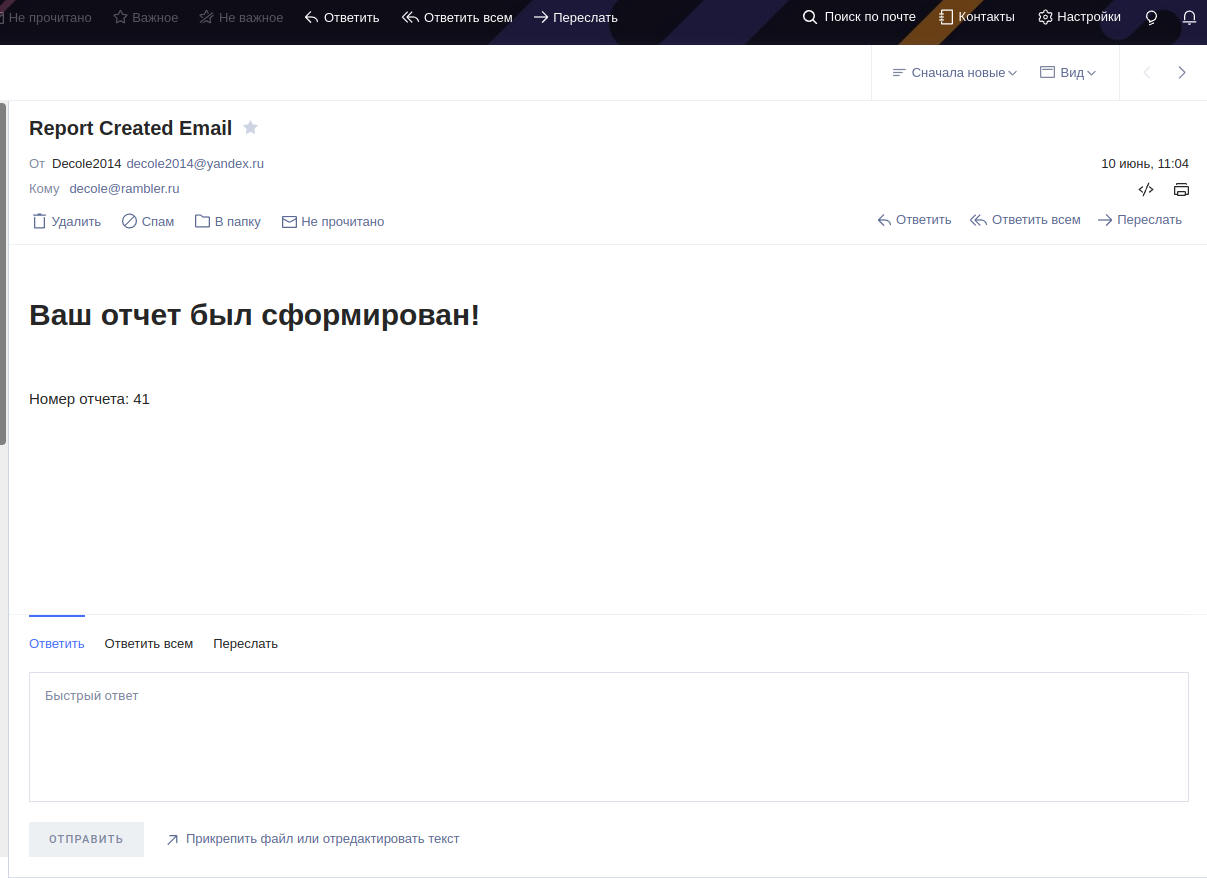 Не прочитано Важное Не важное Ответить Ответить всем Переслать Поиск по почте Контакты Настройки
Сначала новые Вид
Report Created Email
От Decole2014 decole2014@yandex.ru 10 июнь, 11:04
Кому decole@rambler.ru
Удалить Спам В папку Не прочитано Ответить Ответить всем Переслать
Ваш отчет был сформирован!
Номер отчета: 41
Ответить Ответить всем Переслать
Быстрый ответ
ОТПРАВИТЬ Прикрепить файл или отредактировать текст